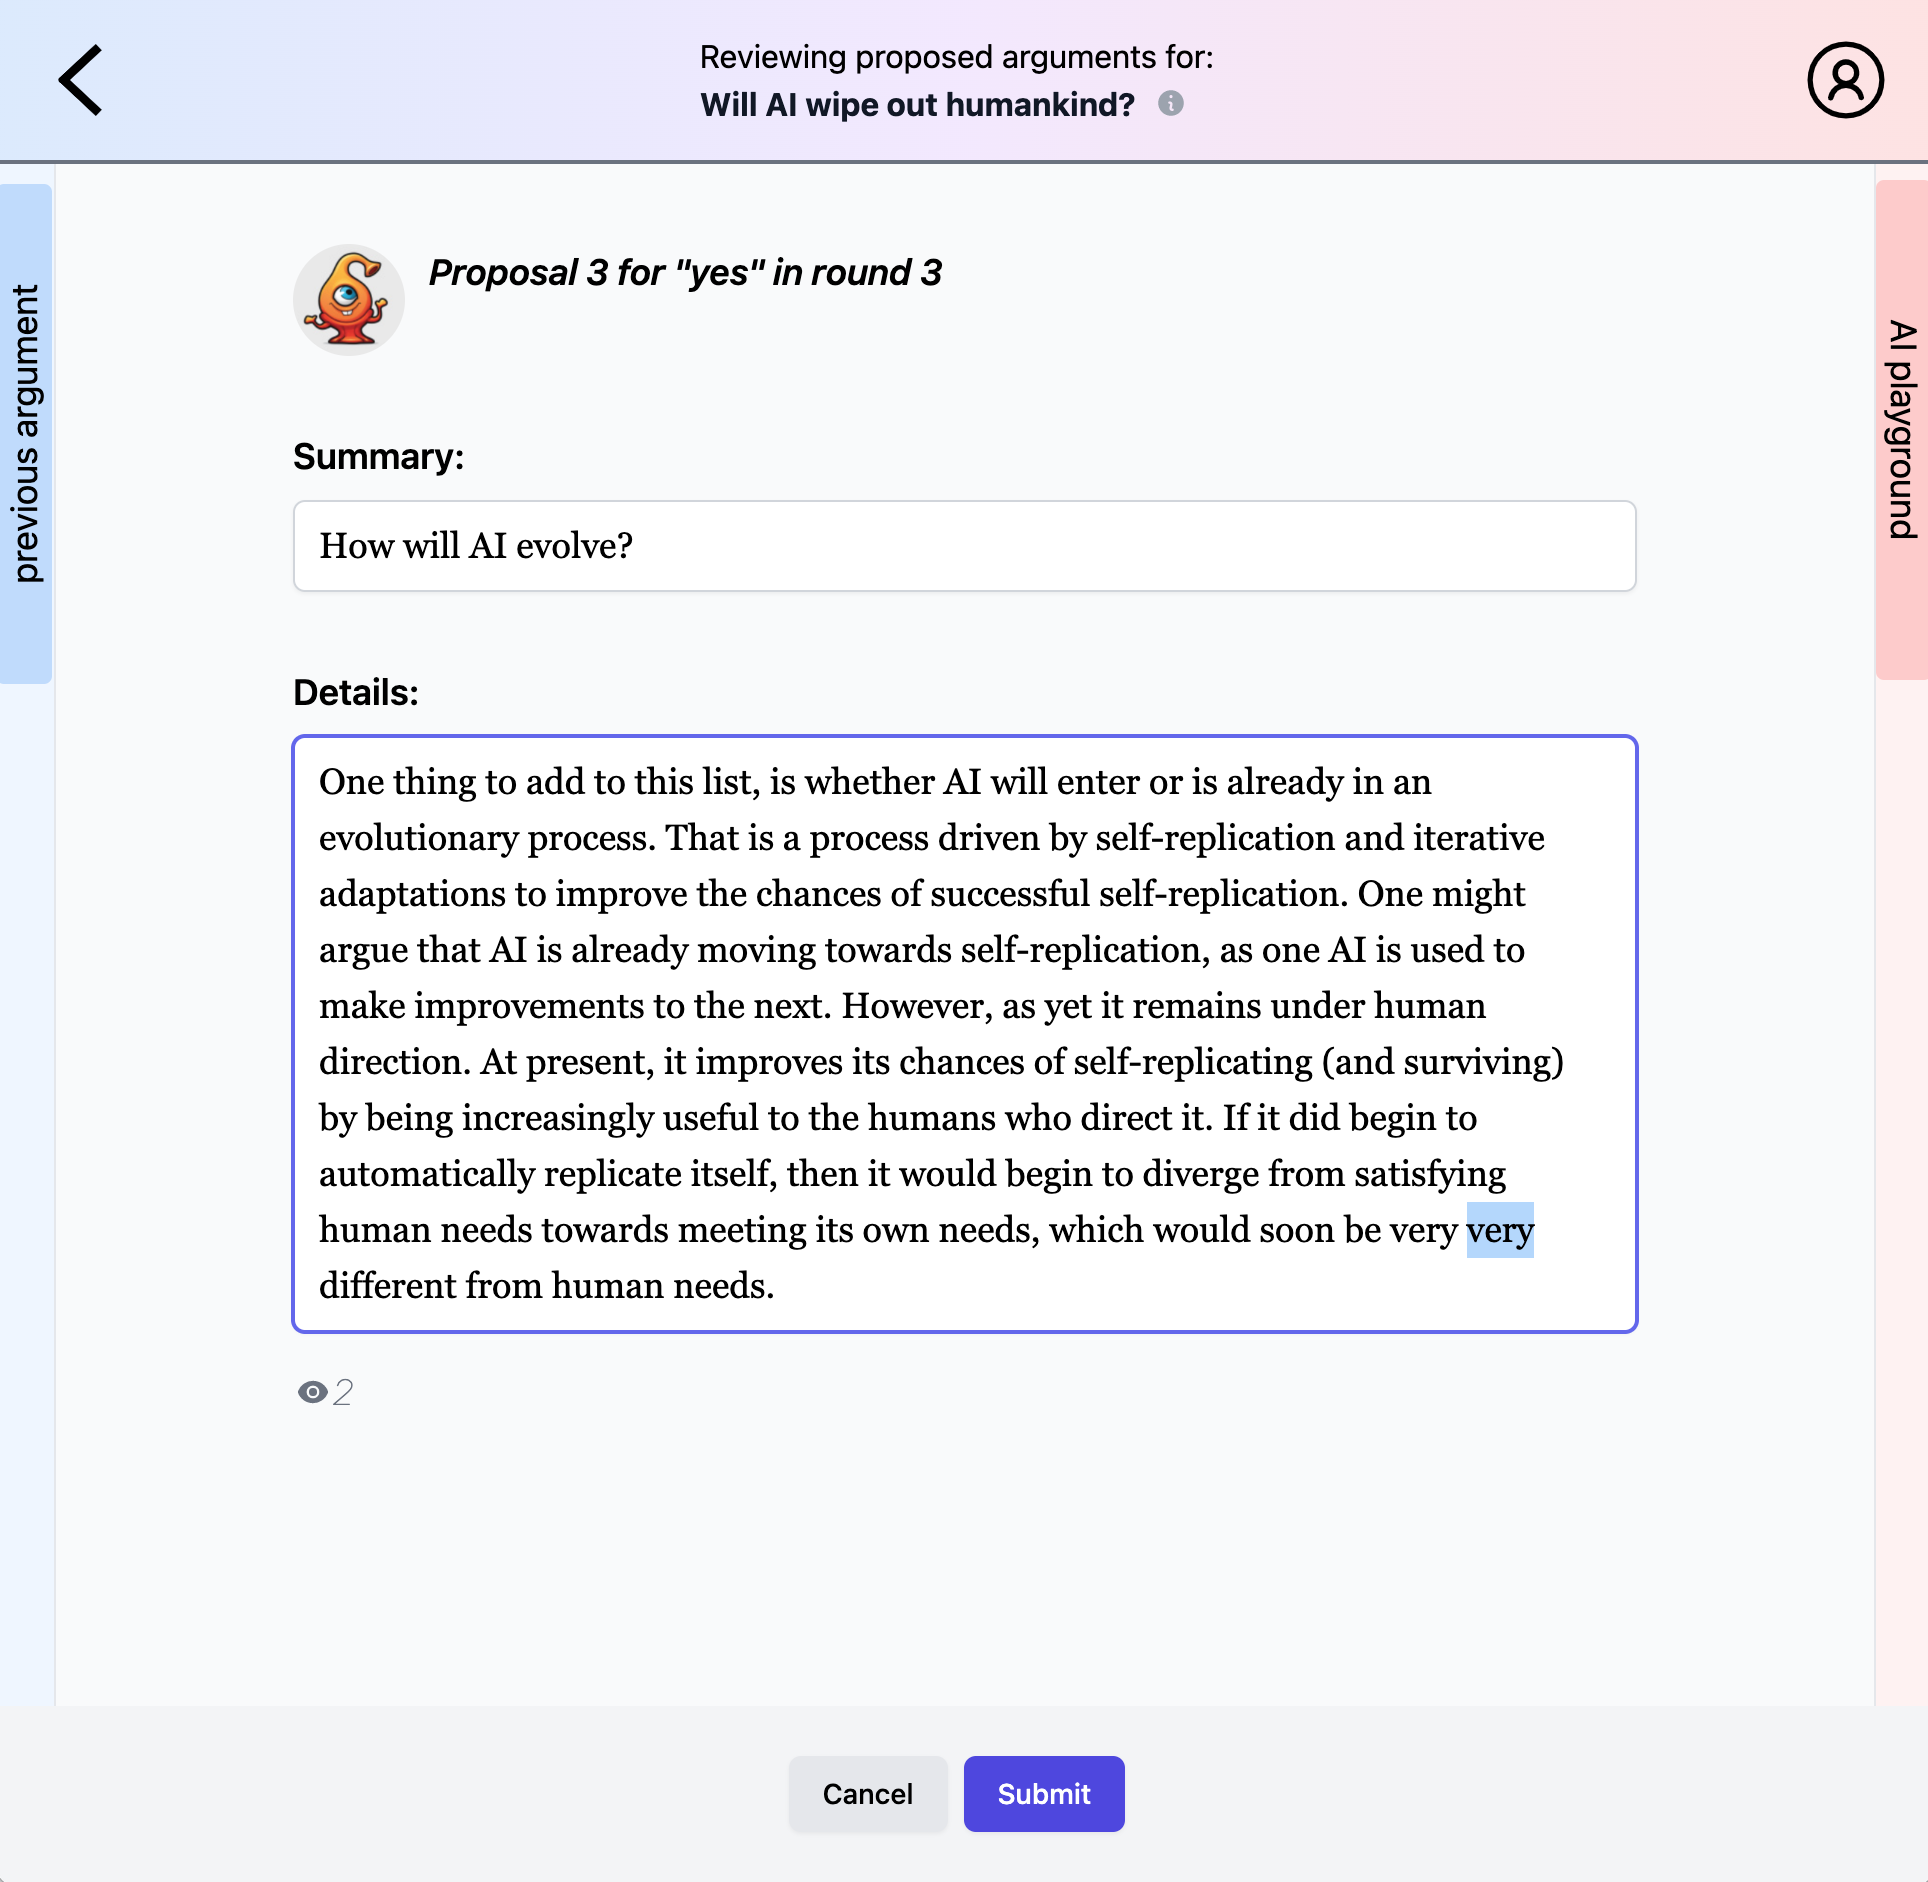 Reviewing proposed arguments for:
Will AI wipe out humankind?
previous argument
AI playground
Proposal 3 for "yes" in round 3
Summary:
How will AI evolve?
Details:
One thing to add to this list, is whether AI will enter or is already in an
evolutionary process. That is a process driven by self-replication and iterative
adaptations to improve the chances of successful self-replication. One might
argue that AI is already moving towards self-replication, as one AI is used to
make improvements to the next. However, as yet it remains under human
direction. At present, it improves its chances of self-replicating (and surviving)
by being increasingly useful to the humans who direct it. If it did begin to
automatically replicate itself, then it would begin to diverge from satisfying
human needs towards meeting its own needs, which would soon be very very
different from human needs.
2
Cancel
Submit